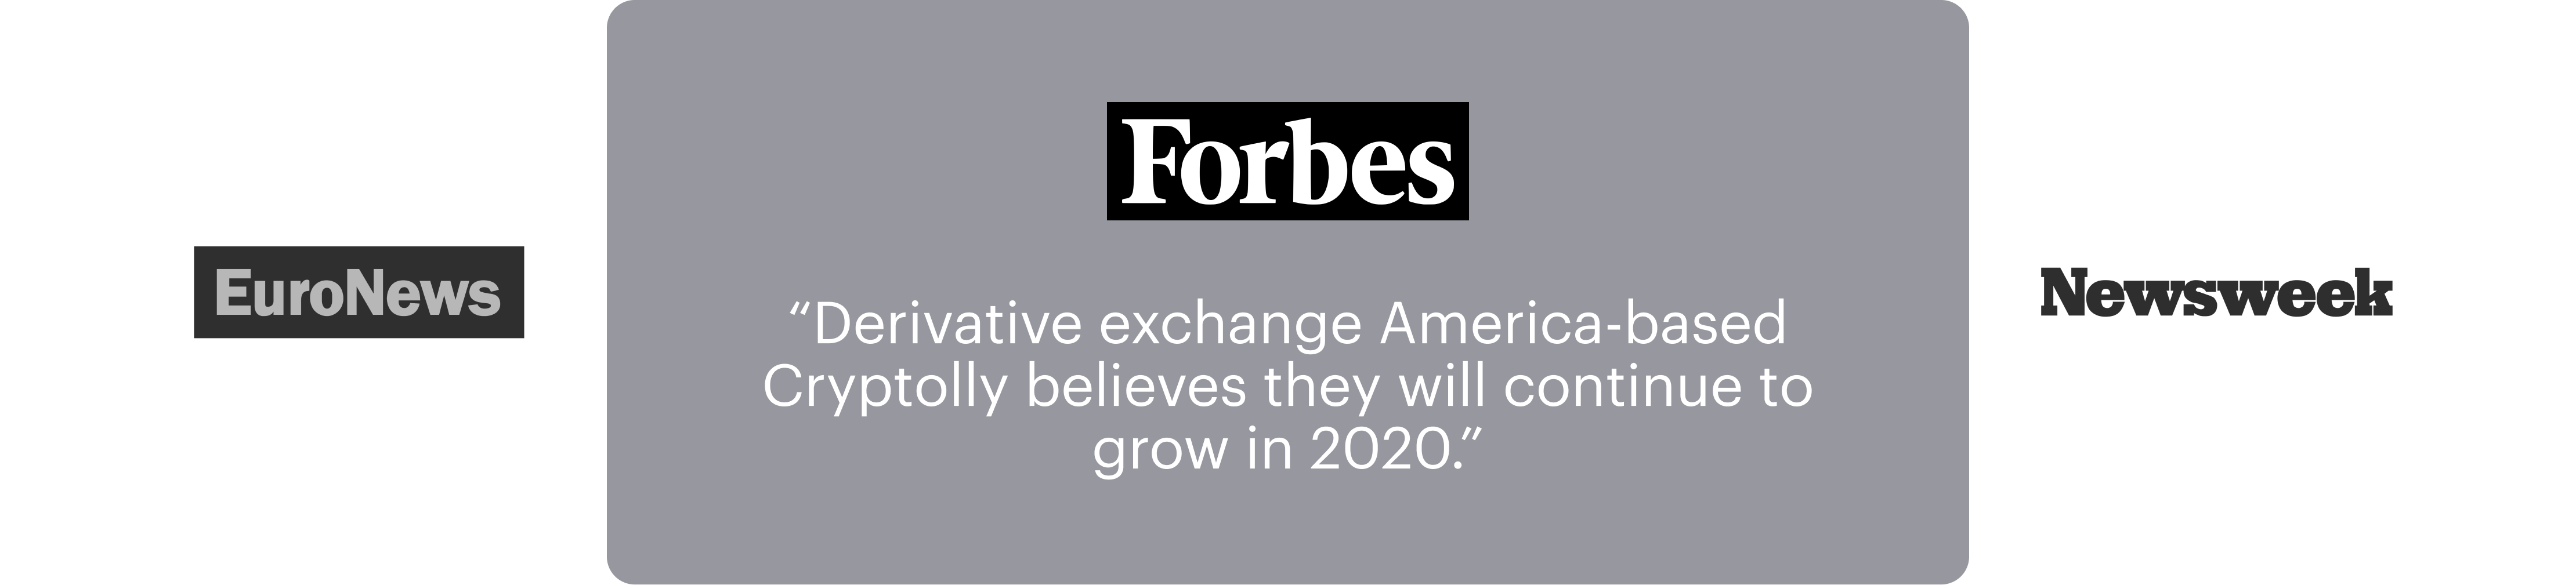 EuroNews
Forbes
“Derivative exchange America-based
Cryptolly believes they will continue to
grow in 2020.”
Newsweek